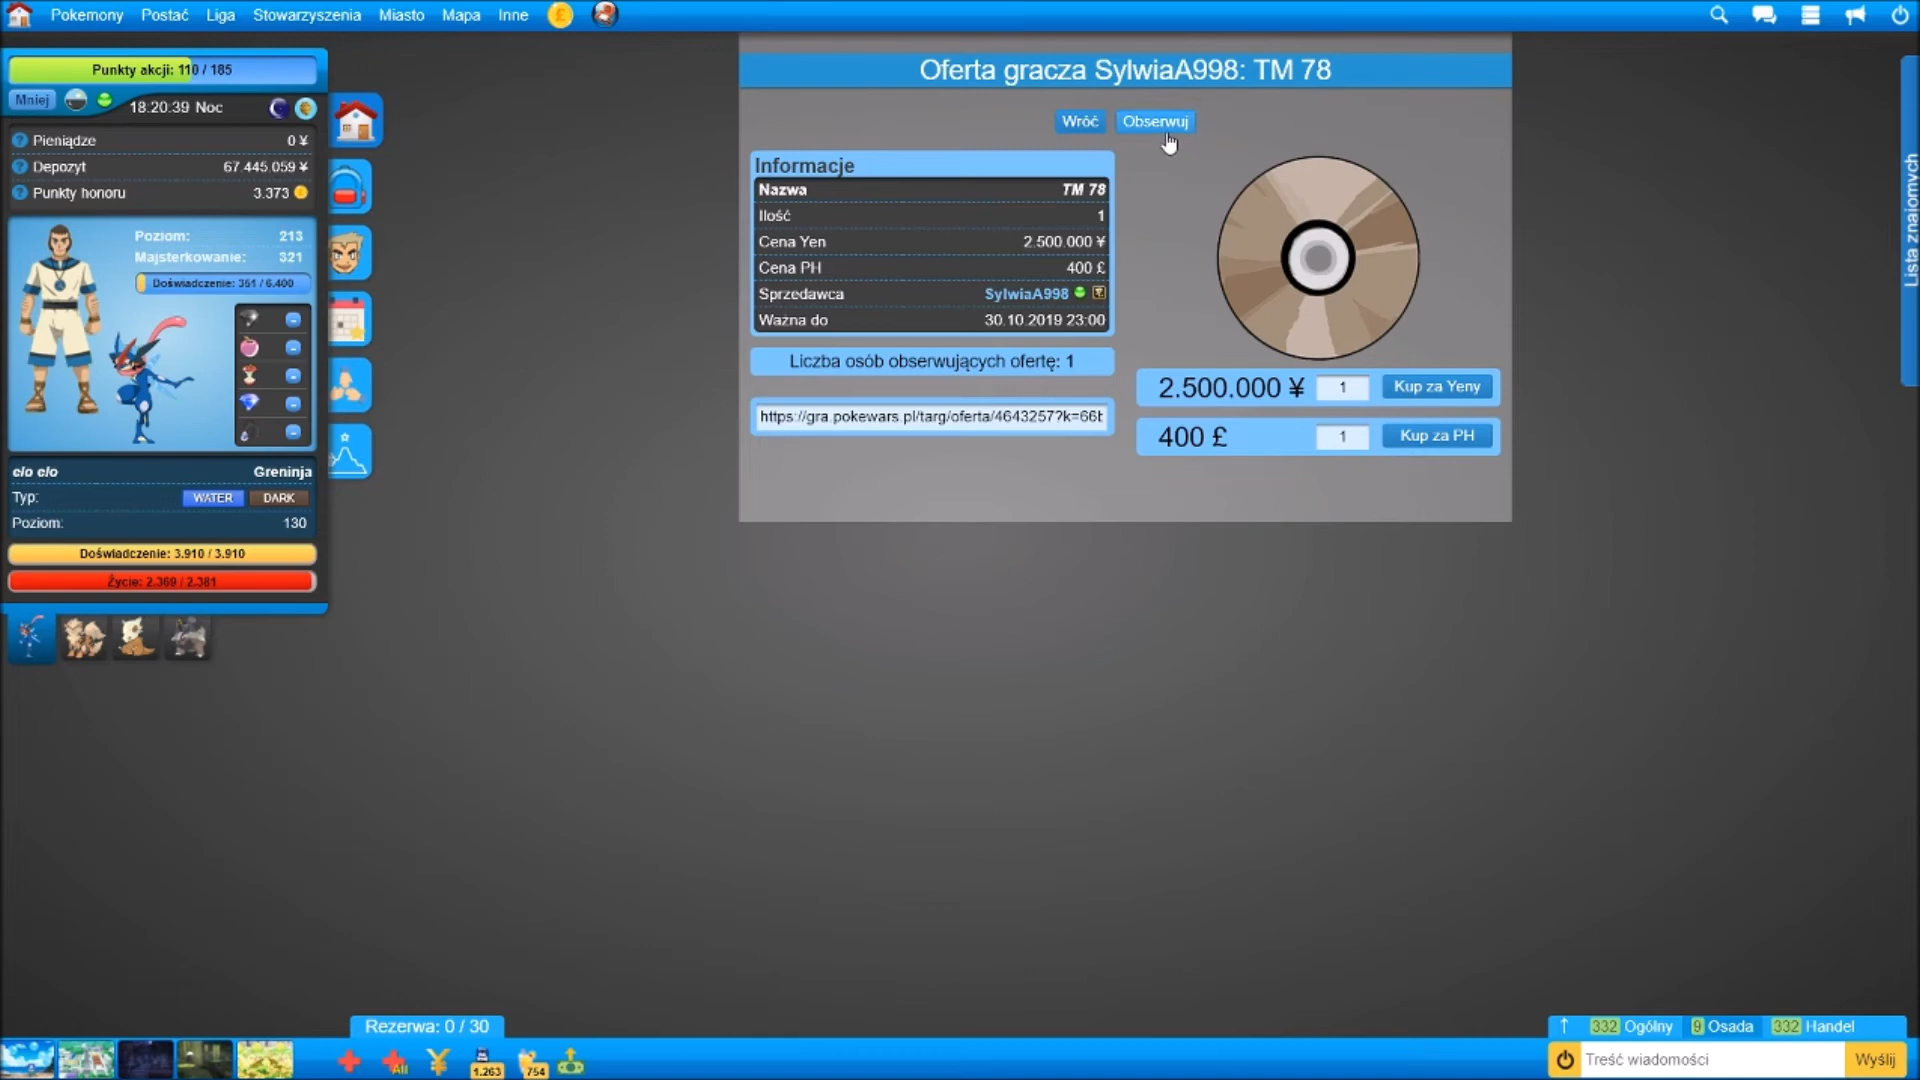 Pokemony Postać Liga Stowarzyszenia Miasto Mapa Inne
Punkty akcji: 110 / 185
Mniej 18:20:39 Noc
Pieniądze 0 ¥
Depozyt 67.445.059 ¥
Punkty honoru 3.373
Poziom: 213
Majsterkowanie: 321
Doświadczenie: 351 / 6.400
clo clo Greninja
Typ: WATER DARK
Poziom: 130
Doświadczenie: 3.910 / 3.910
Życie: 2.369 / 2.381
Oferta gracza SylwiaA998: TM 78
Wróć Obserwuj
Informacje
Nazwa TM 78
Ilość 1
Cena Yen 2.500.000 ¥
Cena PH 400 £
Sprzedawca SylwiaA998
Ważna do 30.10.2019 23:00
Liczba osób obserwujących ofertę: 1
https://gra.pokewars.pl/targ/oferta/4643257?k=66b
2.500.000 ¥ 1 Kup za Yeny
400 £ 1 Kup za PH
Lista znajomych
Rezerwa: 0 / 30
All 1.263 754
332 Ogólny 9 Osada 332 Handel
Treść wiadomości Wyślij